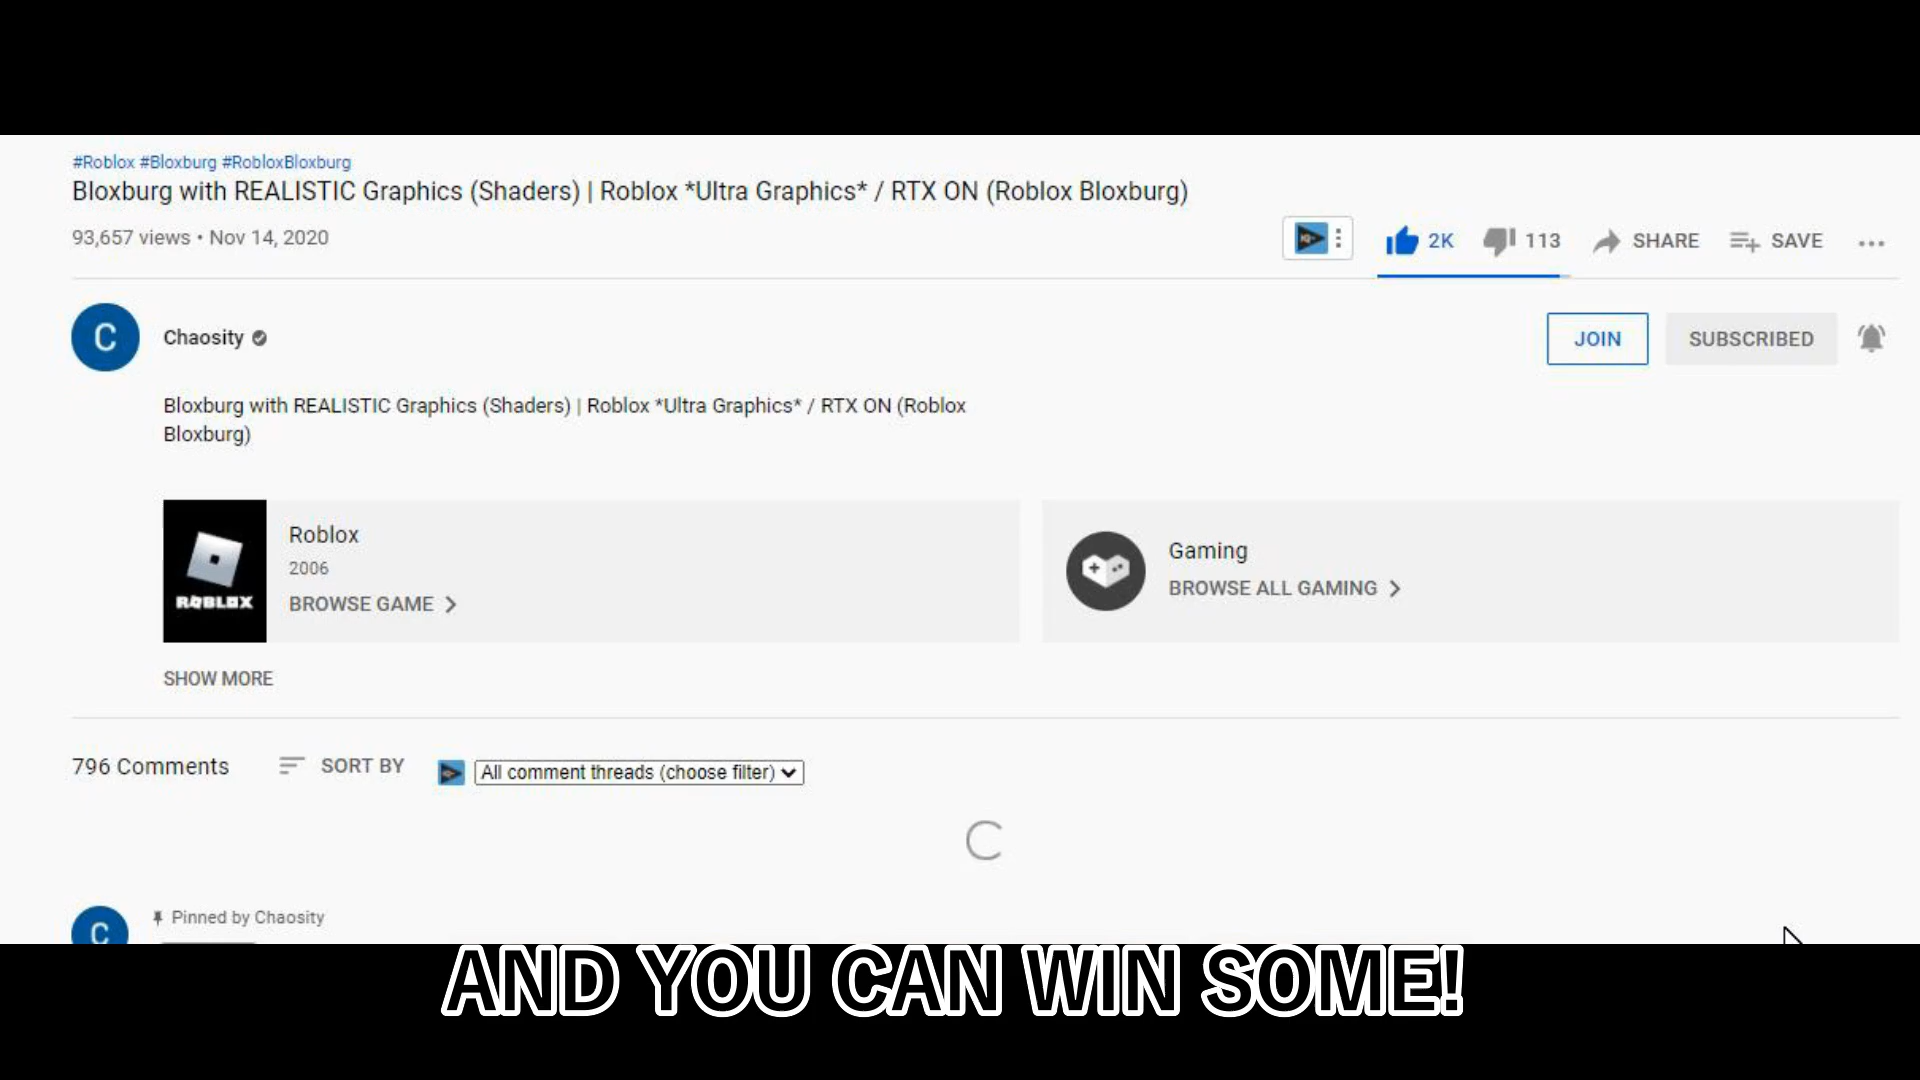 #Roblox #Bloxburg #RobloxBloxburg
Bloxburg with REALISTIC Graphics (Shaders) | Roblox *Ultra Graphics* / RTX ON (Roblox Bloxburg)
93,657 views • Nov 14, 2020
2K 113 SHARE SAVE
C Chaosity
JOIN SUBSCRIBED
Bloxburg with REALISTIC Graphics (Shaders) | Roblox *Ultra Graphics* / RTX ON (Roblox
Bloxburg)
ROBLOX
Roblox
2006
BROWSE GAME
Gaming
BROWSE ALL GAMING
SHOW MORE
796 Comments SORT BY All comment threads (choose filter)
C Pinned by Chaosity
AND YOU CAN WIN SOME!